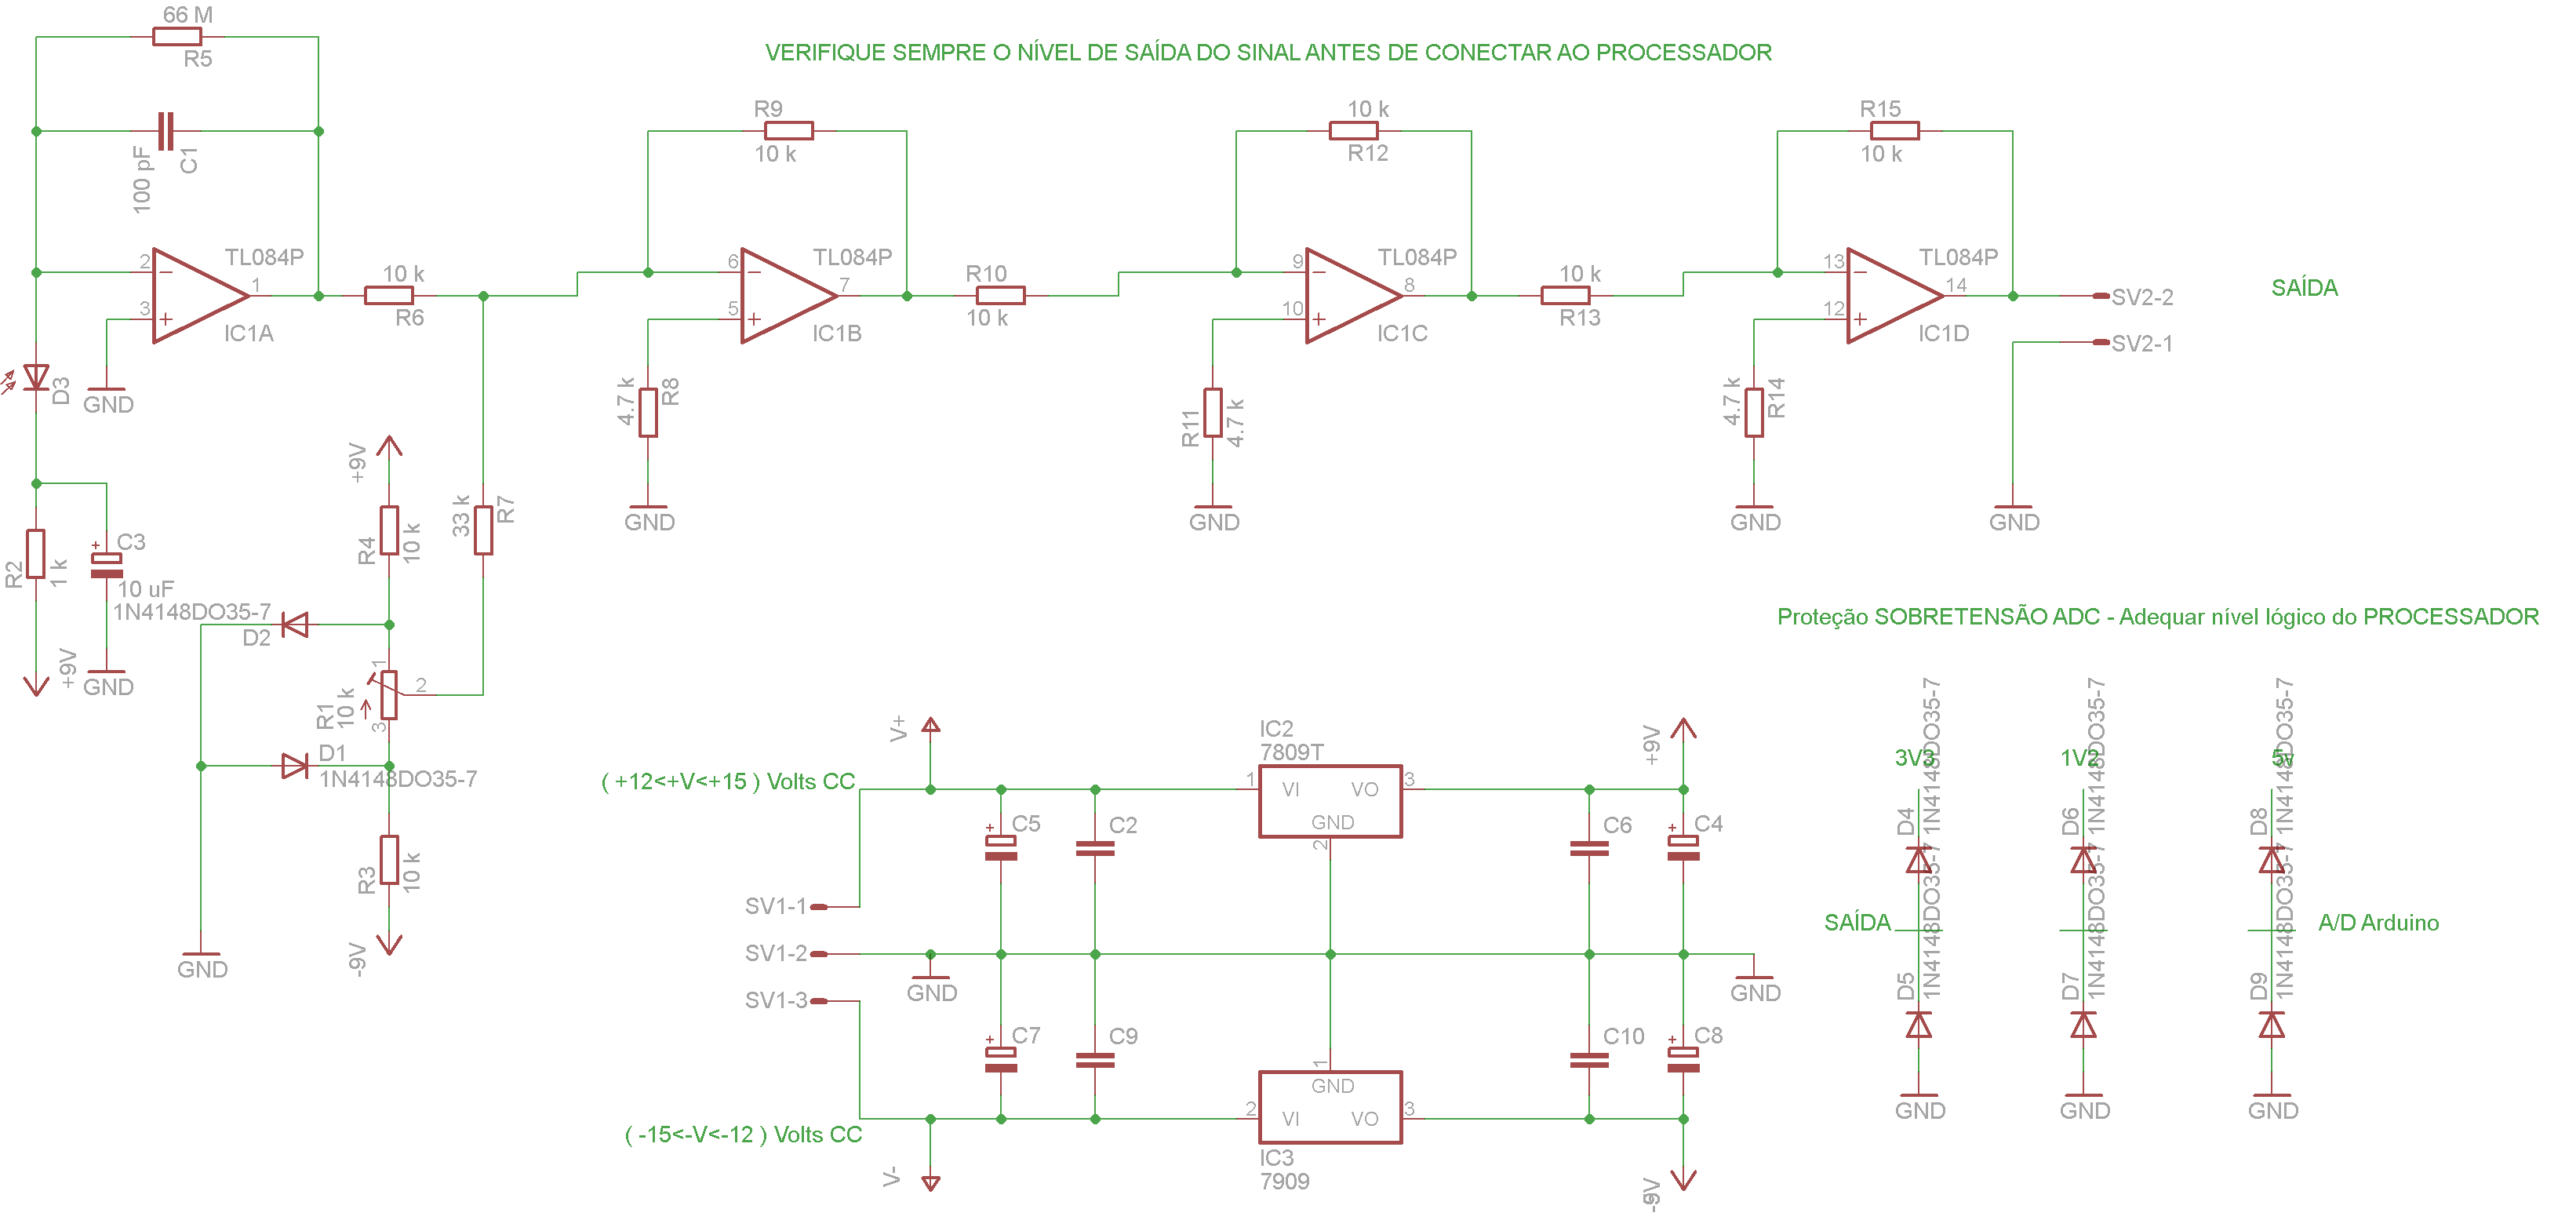 66 M
R5
VERIFIQUE SEMPRE O NÍVEL DE SAÍDA DO SINAL ANTES DE CONECTAR AO PROCESSADOR
100 pF
C1
R9
10 k
10 k
R12
R15
10 k
2
3
1
TL084P
IC1A
10 k
R6
6
5
7
TL084P
IC1B
R10
10 k
9
10
8
TL084P
IC1C
10 k
R13
13
12
14
TL084P
IC1D
SV2-2
SV2-1
SAÍDA
D3
GND
4.7 k
R8
GND
R11
4.7 k
GND
4.7 k
R14
GND
GND
+9V
R4
10 k
33 k
R7
R2
1 k
C3
10 uF
+9V
GND
1N4148DO35-7
D2
R1
10 k
1
2
3
D1
1N4148DO35-7
R3
10 k
-9V
GND
Proteção SOBRETENSÃO ADC - Adequar nível lógico do PROCESSADOR
V+
( +12<+V<+15 ) Volts CC
IC2
7809T
1
VI
VO
3
GND
2
+9V
C5
C2
C6
C4
SV1-1
SV1-2
SV1-3
GND
GND
C7
C9
C10
C8
1
GND
2
VI
VO
3
IC3
7909
( -15<-V<-12 ) Volts CC
V-
-9V
3V3
1V2
5v
D4
1N4148DO35-7
D6
1N4148DO35-7
D8
1N4148DO35-7
SAÍDA
A/D Arduino
D5
1N4148DO35-7
D7
1N4148DO35-7
D9
1N4148DO35-7
GND
GND
GND